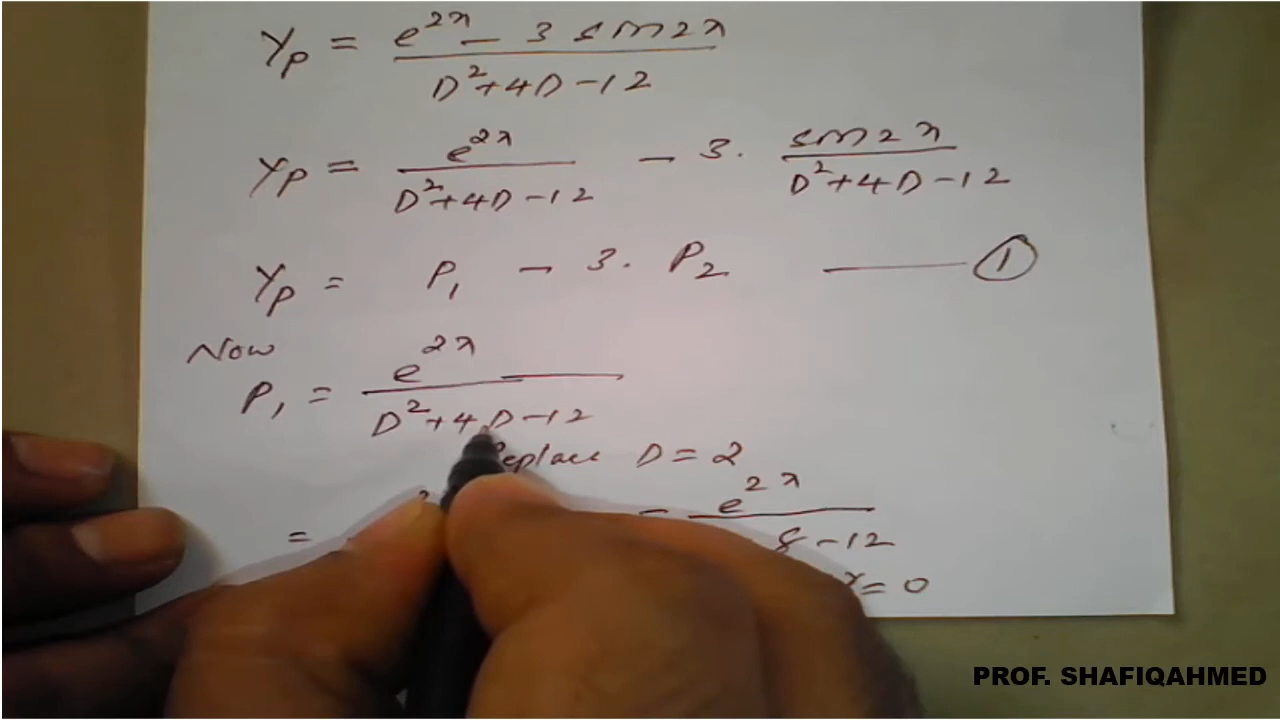 Yp = e^2x - 3 sin2x / D^2+4D-12
Yp = e^2x / D^2+4D-12 - 3. sin2x / D^2+4D-12
Yp = P1 - 3. P2 ——— 1
Now
P1 = e^2x / D^2+4D-12
Replace D = 2
= = e^2x / 8-12
= 0
PROF. SHAFIQAHMED